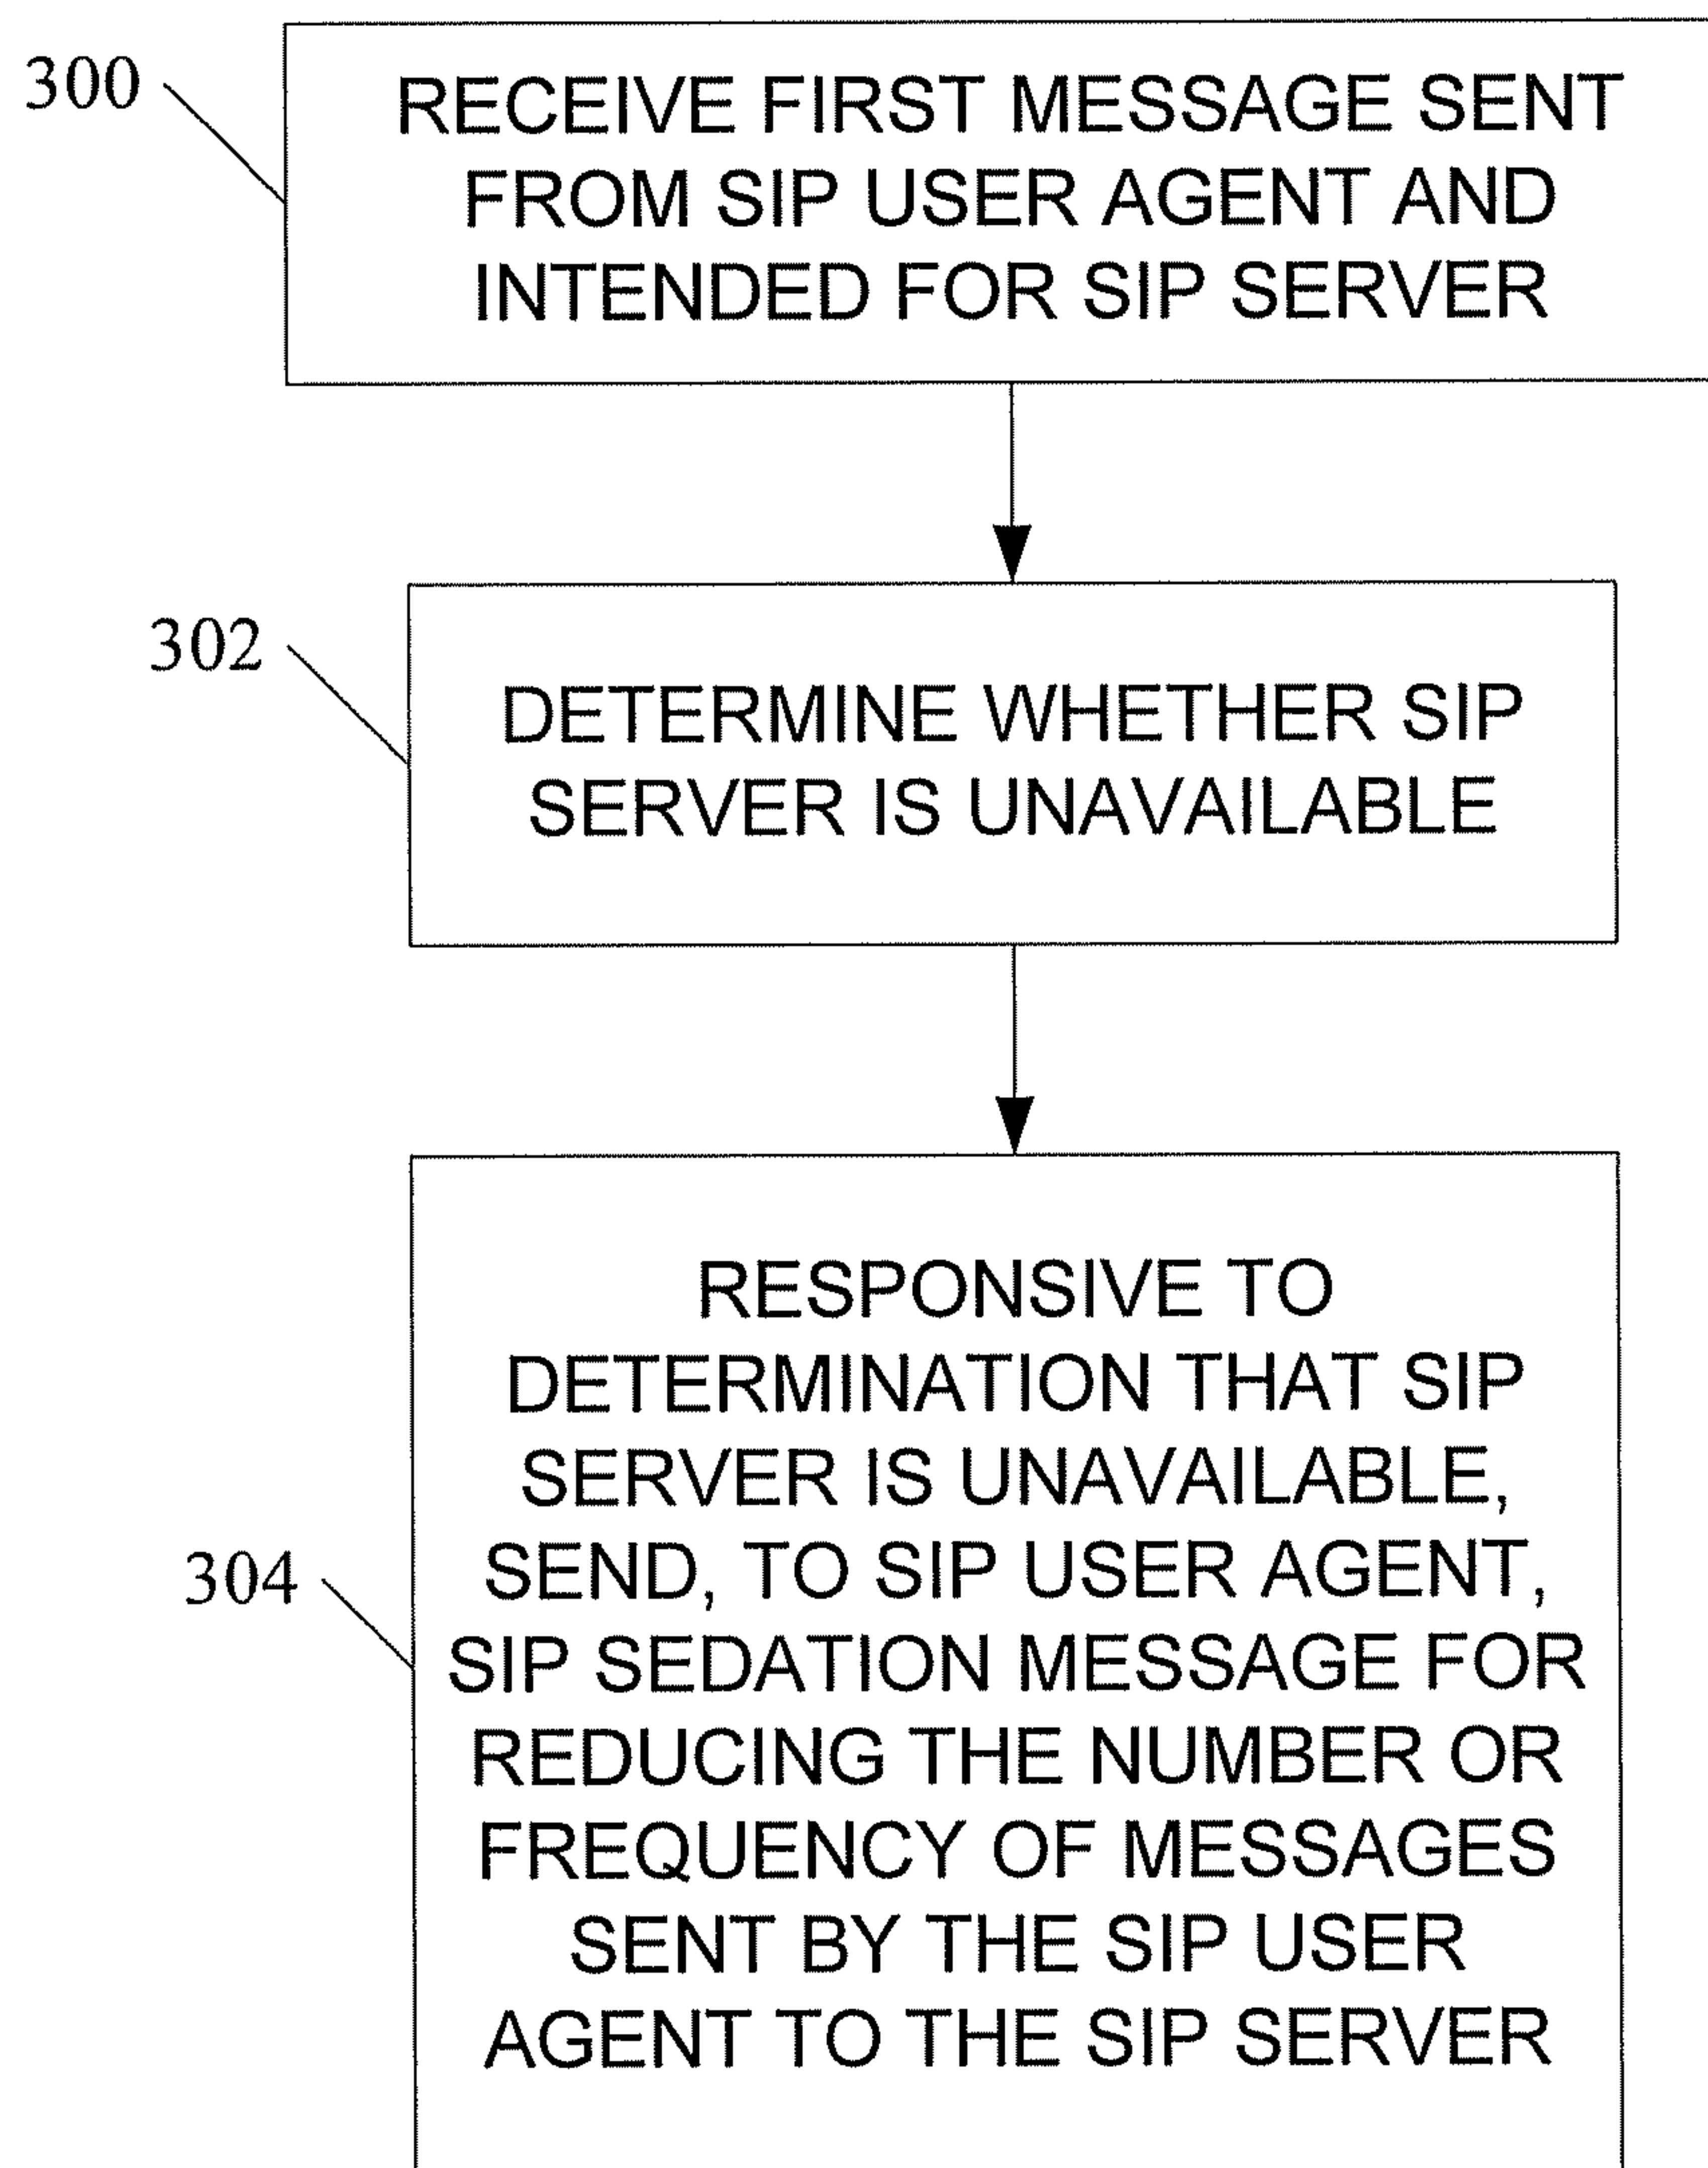 300
RECEIVE FIRST MESSAGE SENT
FROM SIP USER AGENT AND
INTENDED FOR SIP SERVER
302
DETERMINE WHETHER SIP
SERVER IS UNAVAILABLE
304
RESPONSIVE TO
DETERMINATION THAT SIP
SERVER IS UNAVAILABLE,
SEND, TO SIP USER AGENT,
SIP SEDATION MESSAGE FOR
REDUCING THE NUMBER OR
FREQUENCY OF MESSAGES
SENT BY THE SIP USER
AGENT TO THE SIP SERVER